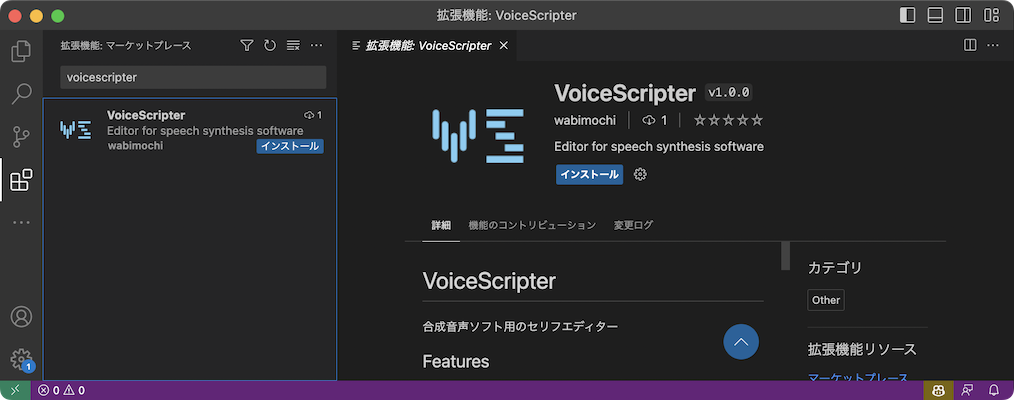 拡張機能: VoiceScripter
拡張機能: マーケットプレース
voicescripter
VoiceScripter 1
Editor for speech synthesis software
wabimochi インストール
拡張機能: VoiceScripter
VoiceScripter v1.0.0
wabimochi 1
Editor for speech synthesis software
インストール
詳細 機能のコントリビューション 変更ログ
VoiceScripter
合成音声ソフト用のセリフエディター
Features
カテゴリ
Other
拡張機能リソース
マーケットプレース
1
0 0